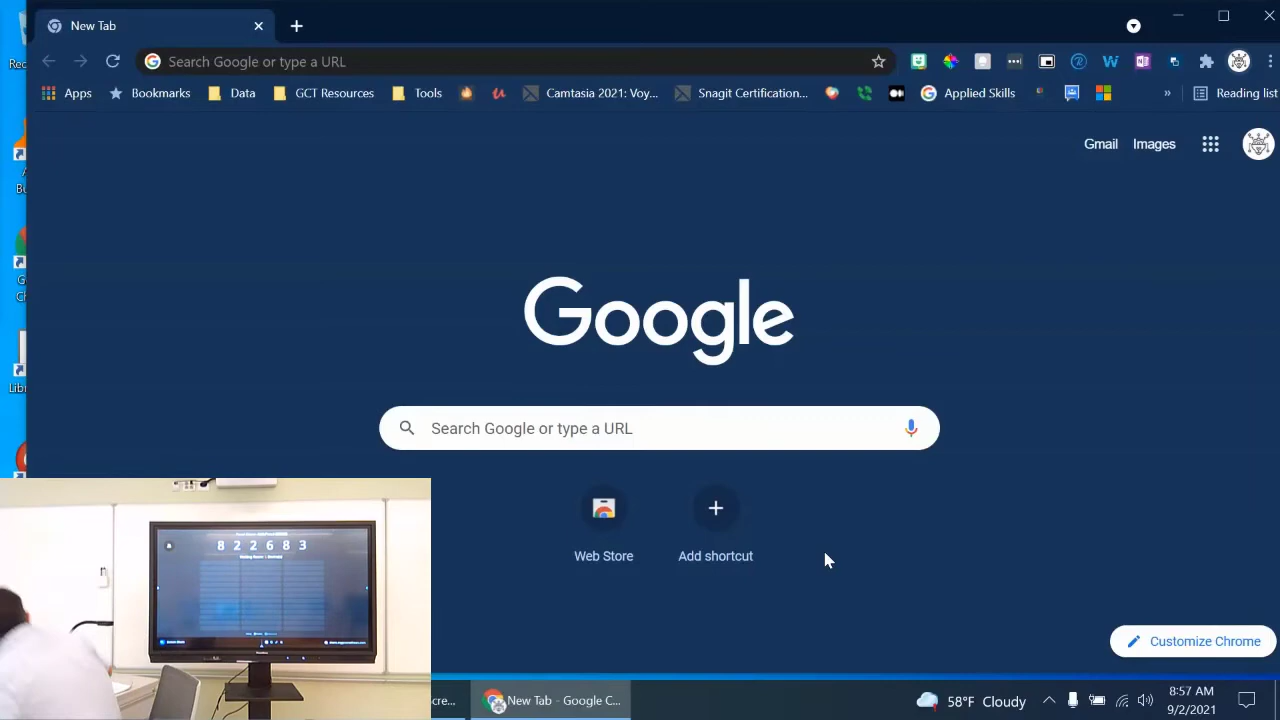 New Tab
Search Google or type a URL
Apps
Bookmarks
Data
GCT Resources
Tools
Camtasia 2021: Voy...
Snagit Certification...
Applied Skills
»
Reading list
Gmail
Images
Google
Search Google or type a URL
Web Store
Add shortcut
8 2 2 6 8 3
Customize Chrome
New Tab - Google C...
58°F Cloudy
8:57 AM
9/2/2021